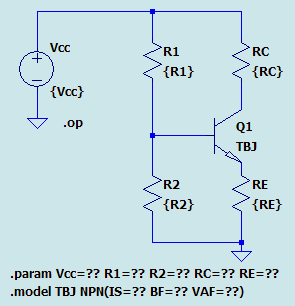 Vcc
{Vcc}
.op
R1
{R1}
RC
{RC}
Q1
TBJ
R2
{R2}
RE
{RE}
.param Vcc=?? R1=?? R2=?? RC=?? RE=??
.model TBJ NPN(IS=?? BF=?? VAF=??)